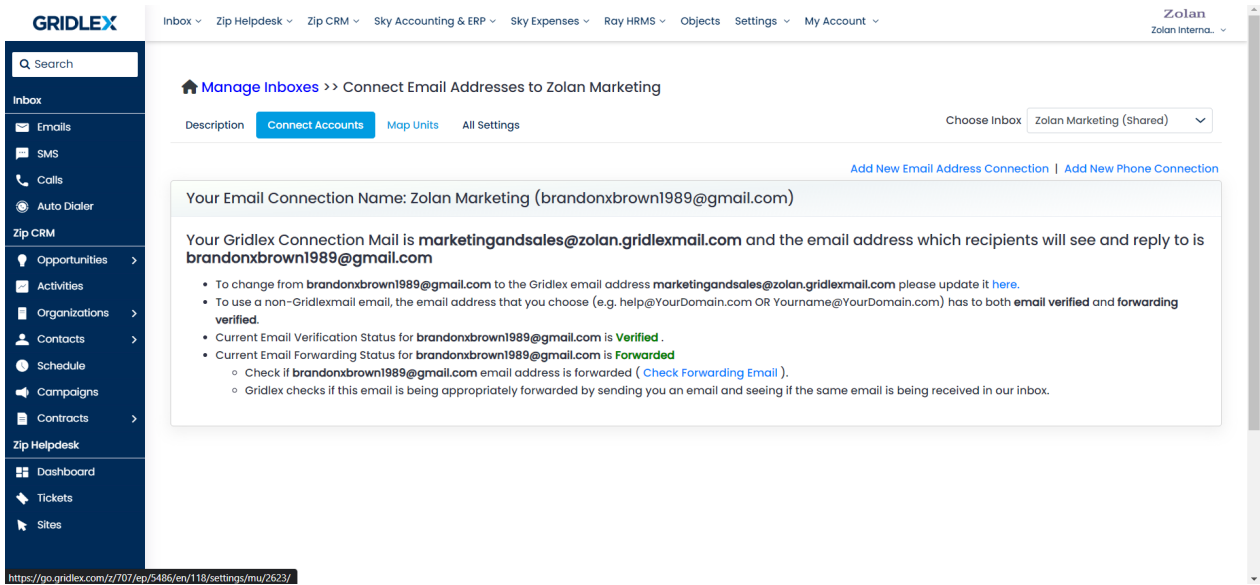 GRIDLEX
Inbox Zip Helpdesk Zip CRM Sky Accounting & ERP Sky Expenses Ray HRMS Objects Settings My Account
Zolan
Zolan Interna..
Search
Inbox
Emails
SMS
Calls
Auto Dialer
Zip CRM
Opportunities
Activities
Organizations
Contacts
Schedule
Campaigns
Contracts
Zip Helpdesk
Dashboard
Tickets
Sites
https://go.gridlex.com/z/707/ep/5486/en/118/settings/mu/2623/
Manage Inboxes >> Connect Email Addresses to Zolan Marketing
Description Connect Accounts Map Units All Settings
Choose Inbox Zolan Marketing (Shared)
Add New Email Address Connection | Add New Phone Connection
Your Email Connection Name: Zolan Marketing (brandonxbrown1989@gmail.com)
Your Gridlex Connection Mail is marketingandsales@zolan.gridlexmail.com and the email address which recipients will see and reply to is
brandonxbrown1989@gmail.com
• To change from brandonxbrown1989@gmail.com to the Gridlex email address marketingandsales@zolan.gridlexmail.com please update it here.
• To use a non-Gridlexmail email, the email address that you choose (e.g. help@YourDomain.com OR Yourname@YourDomain.com) has to both email verified and forwarding
verified.
• Current Email Verification Status for brandonxbrown1989@gmail.com is Verified .
• Current Email Forwarding Status for brandonxbrown1989@gmail.com is Forwarded
◦ Check if brandonxbrown1989@gmail.com email address is forwarded ( Check Forwarding Email ).
◦ Gridlex checks if this email is being appropriately forwarded by sending you an email and seeing if the same email is being received in our inbox.